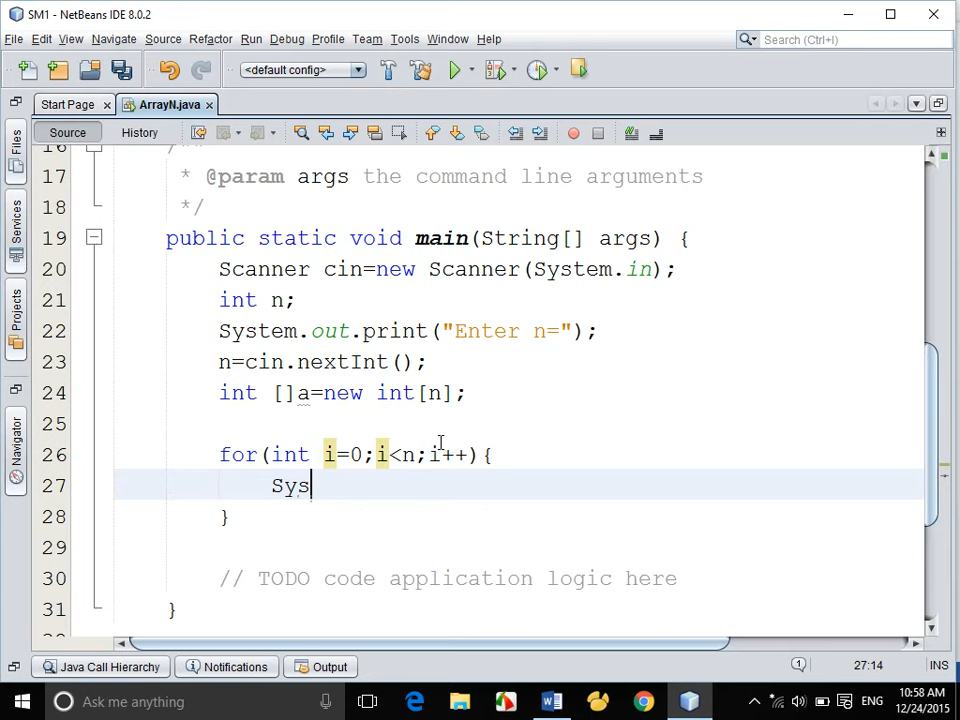 SM1 - NetBeans IDE 8.0.2
File Edit View Navigate Source Refactor Run Debug Profile Team Tools Window Help
Search (Ctrl+I)
<default config>
Start Page
ArrayN.java
Source History
Files
Services
Projects
Navigator
17 * @param args the command line arguments
18 */
19 public static void main(String[] args) {
20 Scanner cin=new Scanner(System.in);
21 int n;
22 System.out.print("Enter n=");
23 n=cin.nextInt();
24 int []a=new int[n];
25
26 for(int i=0;i<n;i++){
27 Sys
28 }
29
30 // TODO code application logic here
31 }
Java Call Hierarchy Notifications Output
1
27:14 INS
Ask me anything
ENG
10:58 AM
12/24/2015